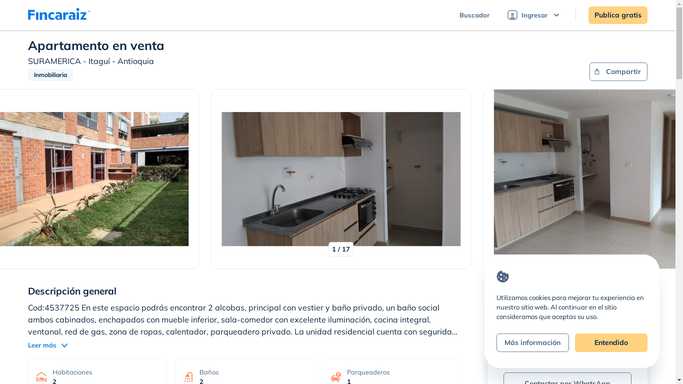 Fincaraiz
Buscador
Ingresar
Publica gratis
Apartamento en venta
SURAMERICA - Itaguí - Antioquia
Inmobiliaria
Compartir
1 / 17
Descripción general
Cod:4537725 En este espacio podrás encontrar 2 alcobas, principal con vestier y baño privado, un baño social
ambos cabinados, enchapados con mueble inferior, sala-comedor con excelente iluminación, cocina integral,
ventanal, red de gas, zona de ropas, calentador, parqueadero privado. La unidad residencial cuenta con segurida...
Leer más
Habitaciones
2
Baños
2
Parqueaderos
1
Utilizamos cookies para mejorar tu experiencia en
nuestro sitio web. Al continuar en el sitio
consideramos que aceptas su uso.
Más información
Entendido
Contactar por WhatsApp